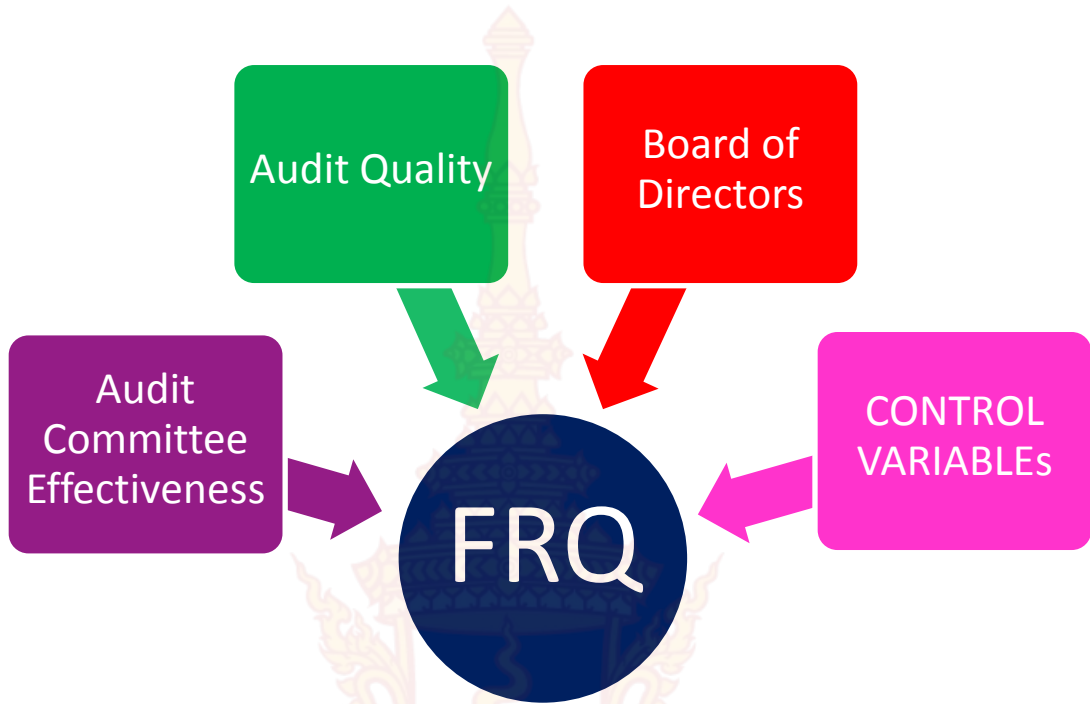 Audit Quality
Board of
Directors
Audit
Committee
Effectiveness
CONTROL
VARIABLEs
FRQ